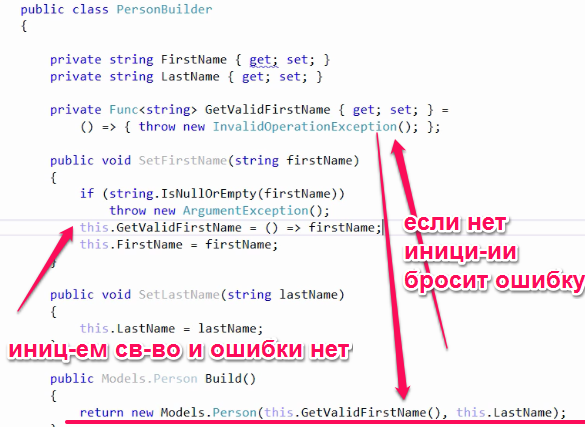 public class PersonBuilder
{
private string FirstName { get; set; }
private string LastName { get; set; }
private Func<string> GetValidFirstName { get; set; } =
() => { throw new InvalidOperationException(); };
public void SetFirstName(string firstName)
{
if (string.IsNullOrEmpty(firstName))
throw new ArgumentException();
this.GetValidFirstName = () => firstName;
this.FirstName = firstName;
}
если нет
иници-ии
бросит ошибку
public void SetLastName(string lastName)
{
this.LastName = lastName;
}
иниц-ем св-во и ошибки нет
public Models.Person Build()
{
return new Models.Person(this.GetValidFirstName(), this.LastName);
}